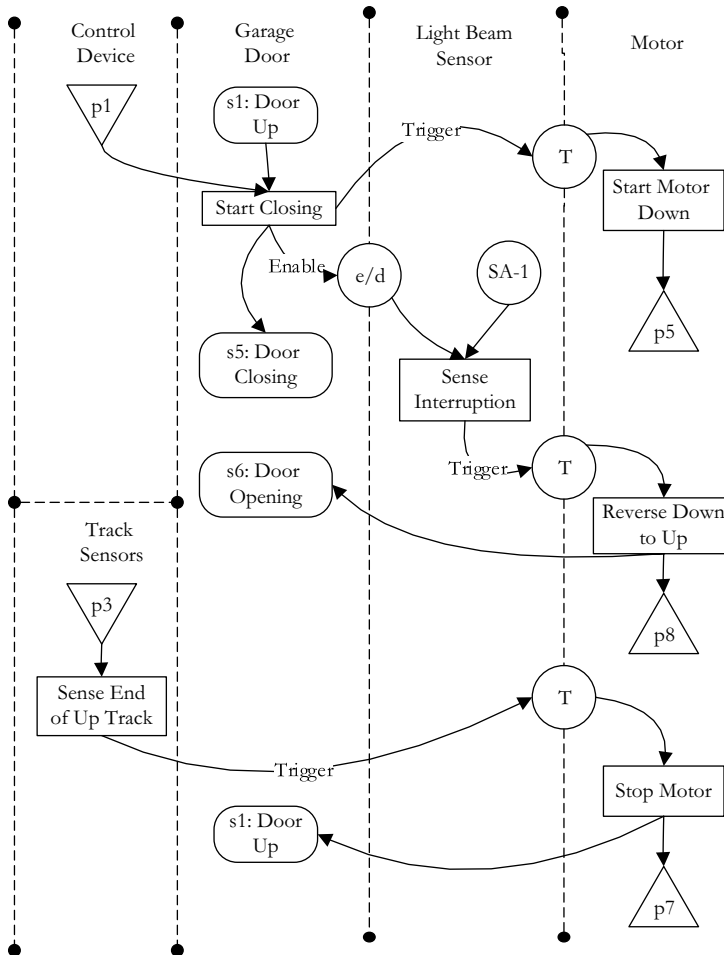 Control
Device
Garage
Door
Light Beam
Sensor
Motor
p1
s1: Door
Up
Trigger
T
Start Closing
Start Motor
Down
Enable
e/d
SA-1
p5
s5: Door
Closing
Sense
Interruption
s6: Door
Opening
Trigger
T
Reverse Down
to Up
Track
Sensors
p3
p8
Sense End
of Up Track
T
Trigger
Stop Motor
s1: Door
Up
p7